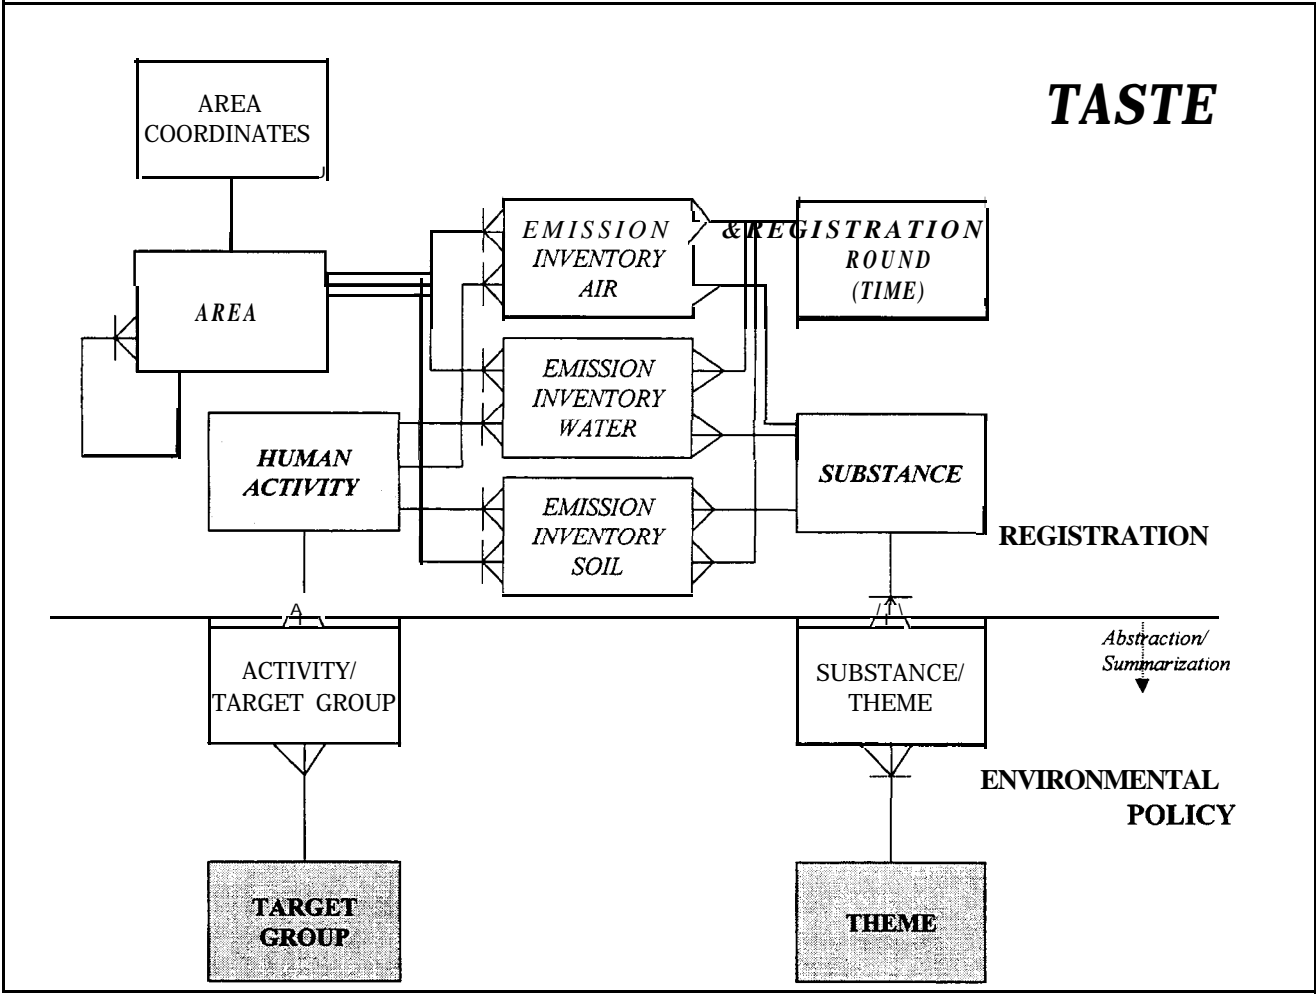 TASTE
AREA
COORDINATES
AREA
EMISSION
INVENTORY
AIR
&REGISTRATION
ROUND
(TIME)
EMISSION
INVENTORY
WATER
HUMAN
ACTIVITY
SUBSTANCE
EMISSION
INVENTORY
SOIL
REGISTRATION
A
ACTIVITY/
TARGET GROUP
SUBSTANCE/
THEME
Abstraction/
Summarization
ENVIRONMENTAL
POLICY
TARGET
GROUP
THEME